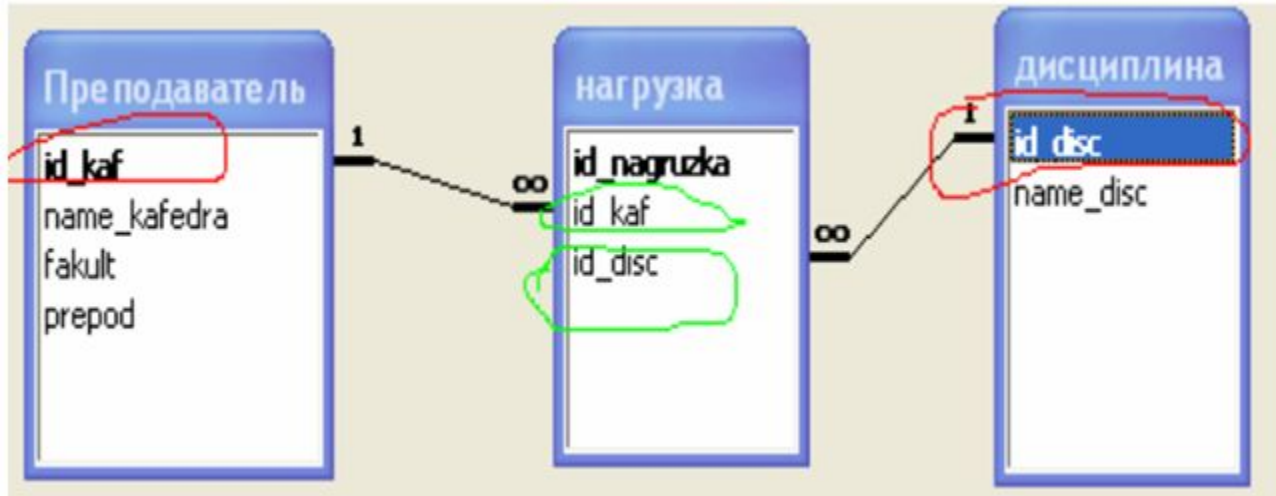 Преподаватель
id_kaf
name_kafedra
fakult
prepod
1
∞
нагрузка
id_nagruzka
id_kaf
id_disc
∞
1
дисциплина
id_disc
name_disc